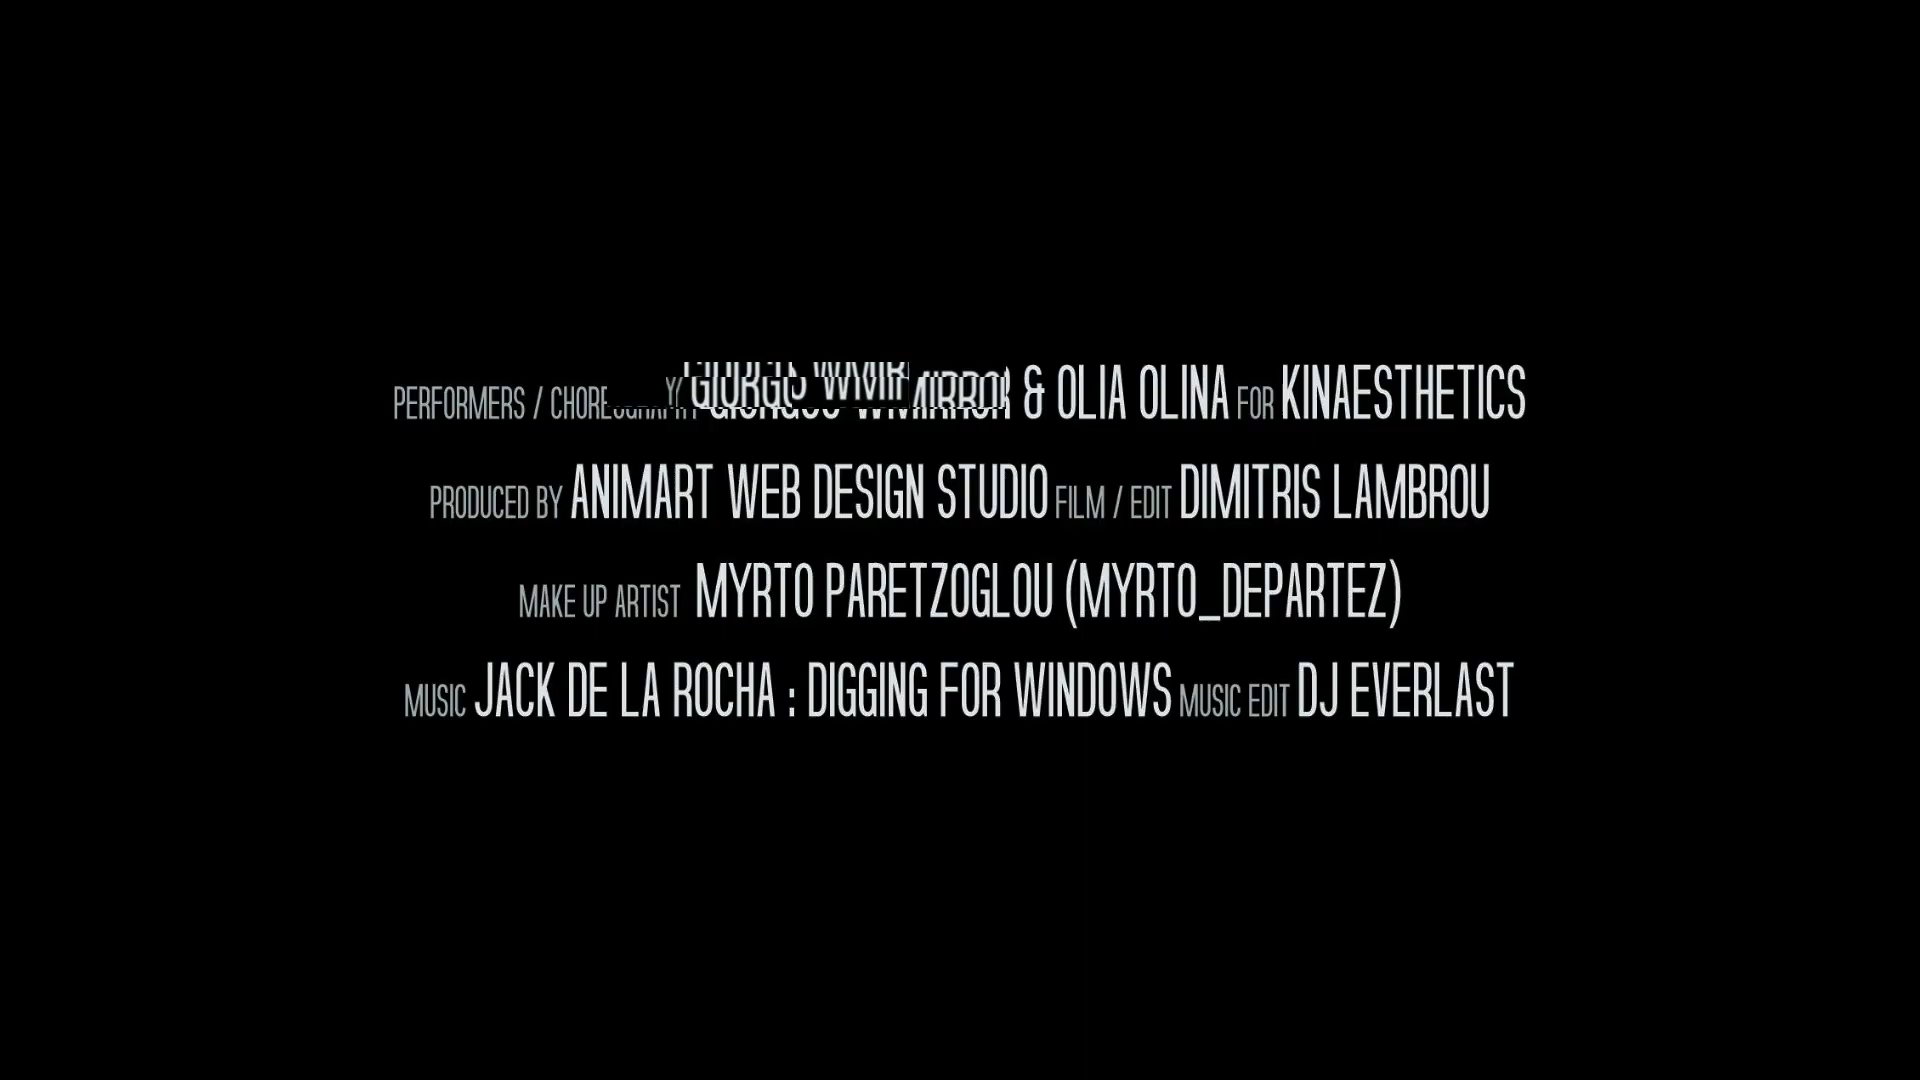 PERFORMERS / CHOREOGRAPHY & OLIA OLINA FOR KINAESTHETICS
PRODUCED BY ANIMART WEB DESIGN STUDIO FILM / EDIT DIMITRIS LAMBROU
MAKE UP ARTIST MYRTO PARETZOGLOU (MYRTO_DEPARTEZ)
MUSIC JACK DE LA ROCHA : DIGGING FOR WINDOWS MUSIC EDIT DJ EVERLAST